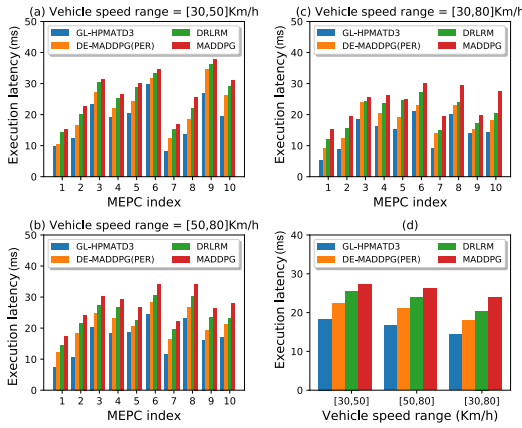 (a) Vehicle speed range = [30,50]Km/h
GL-HPMATD3
DE-MADDPG(PER)
DRLRM
MADDPG
Execution latency (ms)
50
40
30
20
10
0
1 2 3 4 5 6 7 8 9 10
MEPC index
(c) Vehicle speed range = [30,80]Km/h
GL-HPMATD3
DE-MADDPG(PER)
DRLRM
MADDPG
Execution latency (ms)
50
40
30
20
10
0
1 2 3 4 5 6 7 8 9 10
MEPC index
(b) Vehicle speed range = [50,80]Km/h
GL-HPMATD3
DE-MADDPG(PER)
DRLRM
MADDPG
Execution latency (ms)
50
40
30
20
10
0
1 2 3 4 5 6 7 8 9 10
MEPC index
(d)
GL-HPMATD3
DE-MADDPG(PER)
DRLRM
MADDPG
Execution latency (ms)
40
30
20
10
0
[30,50] [50,80] [30,80]
Vehicle speed range (Km/h)